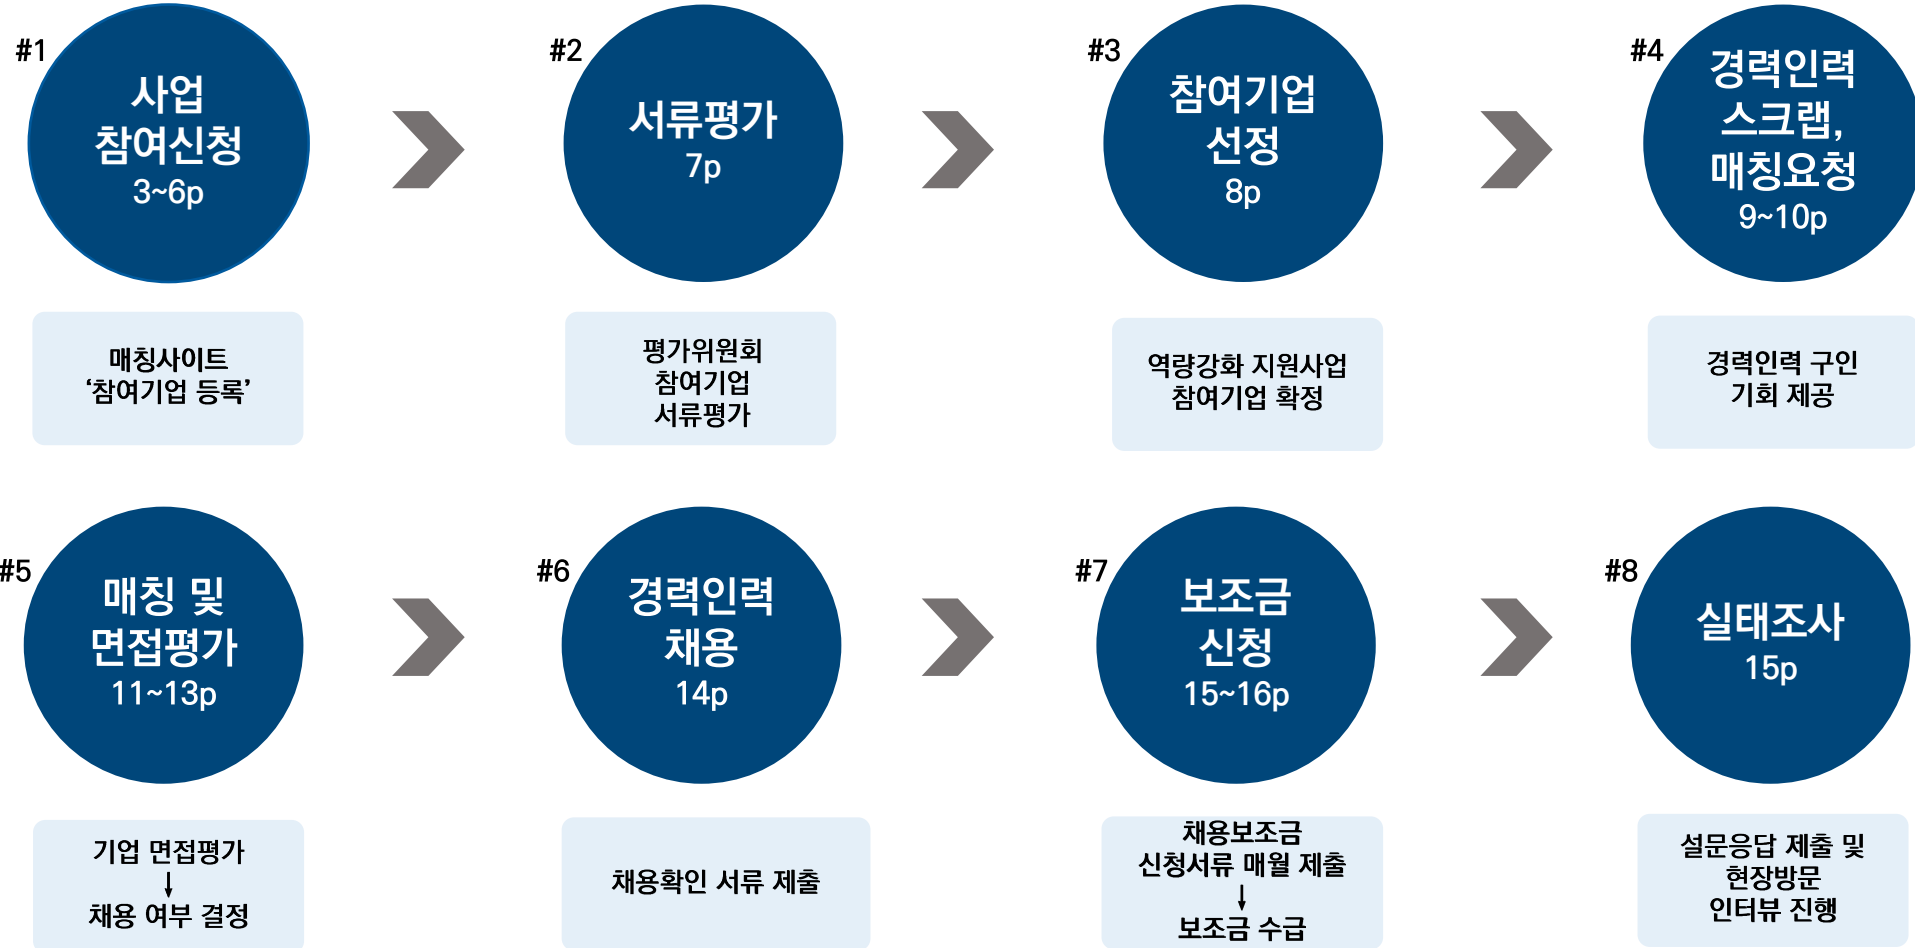 #1
사업
참여신청
3~6p
매칭사이트
‘참여기업 등록’
#2
서류평가
7p
평가위원회
참여기업
서류평가
#3
참여기업
선정
8p
역량강화 지원사업
참여기업 확정
#4
경력인력
스크랩,
매칭요청
9~10p
경력인력 구인
기회 제공
#5
매칭 및
면접평가
11~13p
기업 면접평가
↓
채용 여부 결정
#6
경력인력
채용
14p
채용확인 서류 제출
#7
보조금
신청
15~16p
채용보조금
신청서류 매월 제출
↓
보조금 수급
#8
실태조사
15p
설문응답 제출 및
현장방문
인터뷰 진행